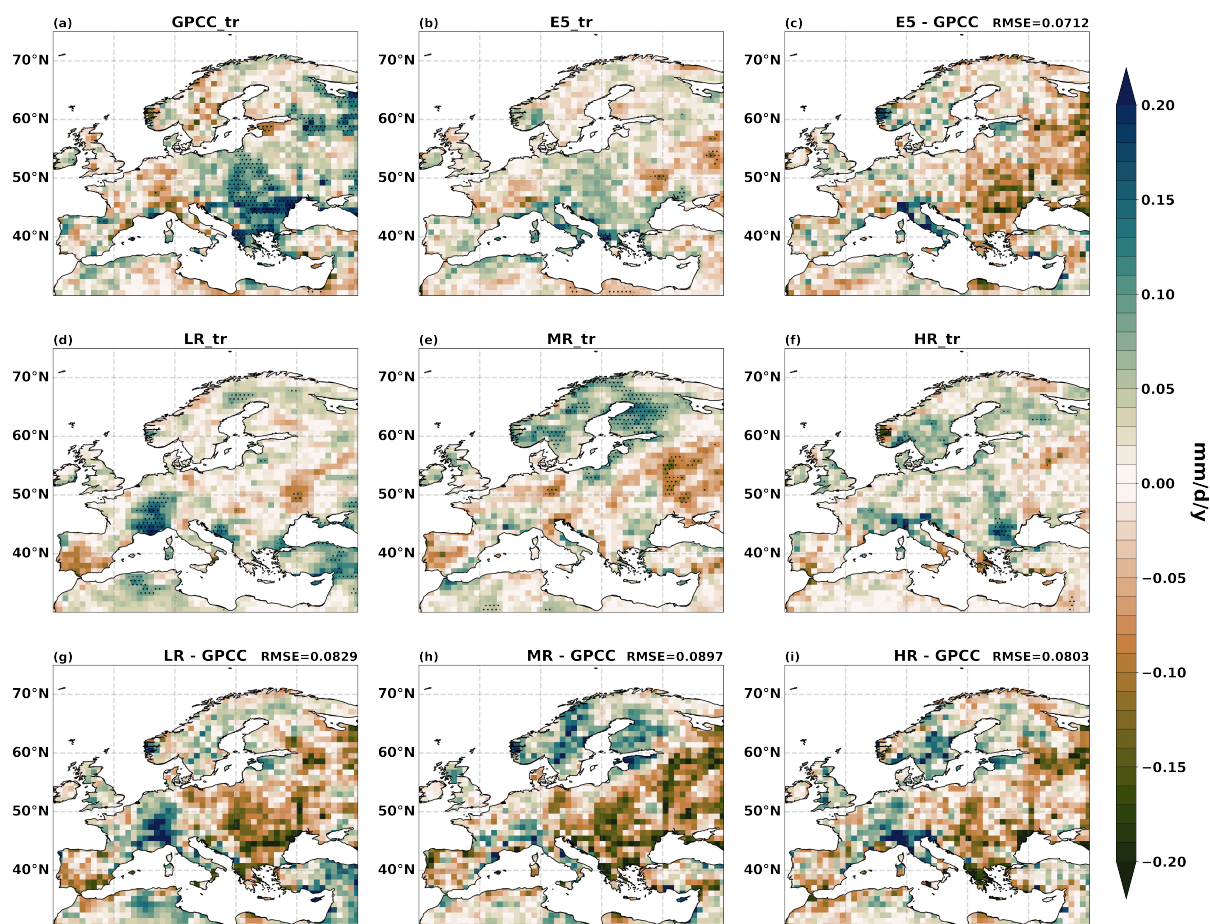 (a) GPCC_tr
(b) E5_tr
(c) E5 - GPCC RMSE=0.0712
70°N
60°N
50°N
40°N
70°N
60°N
50°N
40°N
70°N
60°N
50°N
40°N
(d) LR_tr
(e) MR_tr
(f) HR_tr
70°N
60°N
50°N
40°N
70°N
60°N
50°N
40°N
70°N
60°N
50°N
40°N
(g) LR - GPCC RMSE=0.0829
(h) MR - GPCC RMSE=0.0897
(i) HR - GPCC RMSE=0.0803
70°N
60°N
50°N
40°N
70°N
60°N
50°N
40°N
70°N
60°N
50°N
40°N
0.20
0.15
0.10
0.05
0.00
−0.05
−0.10
−0.15
−0.20
mm/d/y